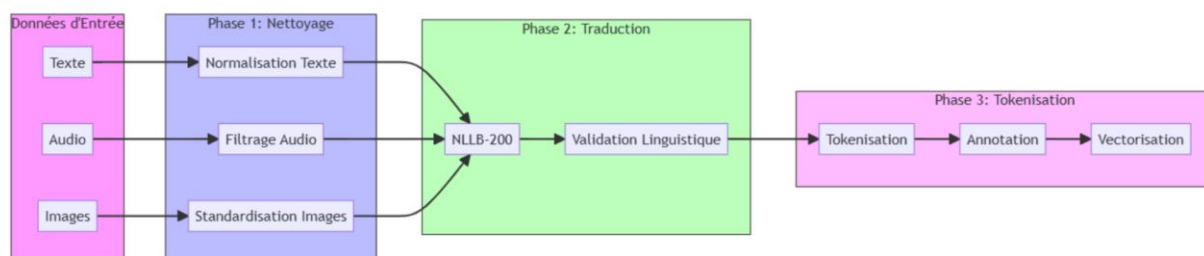 Données d'Entrée
Texte
Audio
Images
Phase 1: Nettoyage
Normalisation Texte
Filtrage Audio
Standardisation Images
Phase 2: Traduction
NLLB-200
Validation Linguistique
Phase 3: Tokenisation
Tokenisation
Annotation
Vectorisation